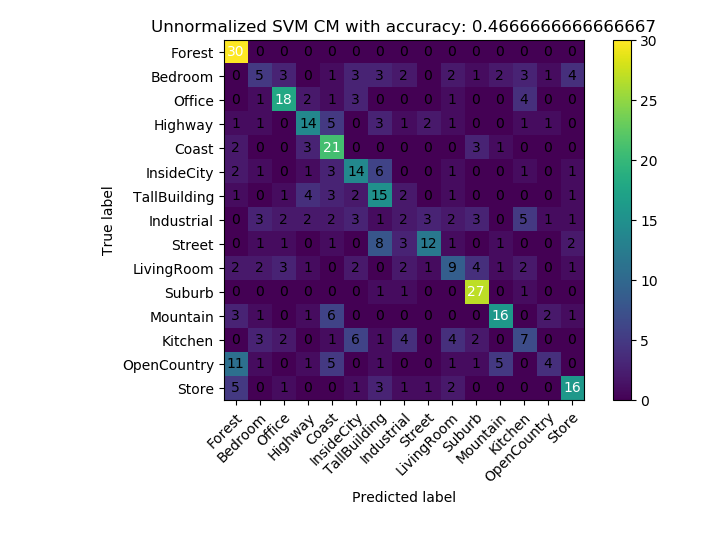 Unnormalized SVM CM with accuracy: 0.4666666666666667
Forest 30 0 0 0 0 0 0 0 0 0 0 0 0 0 0
Bedroom 0 5 3 0 1 3 3 2 0 2 1 2 3 1 4
Office 0 1 18 2 1 3 0 0 0 1 0 0 4 0 0
Highway 1 1 0 14 5 0 3 1 2 1 0 0 1 1 0
Coast 2 0 0 3 21 0 0 0 0 0 3 1 0 0 0
InsideCity 2 1 0 1 3 14 6 0 0 1 0 0 1 0 1
TallBuilding 1 0 1 4 3 2 15 2 0 1 0 0 0 0 1
Industrial 0 3 2 2 2 3 1 2 3 2 3 0 5 1 1
Street 0 1 1 0 1 0 8 3 12 1 0 1 0 0 2
LivingRoom 2 2 3 1 0 2 0 2 1 9 4 1 2 0 1
Suburb 0 0 0 0 0 0 1 1 0 0 27 0 1 0 0
Mountain 3 1 0 1 6 0 0 0 0 0 0 16 0 2 1
Kitchen 0 3 2 0 1 6 1 4 0 4 2 0 7 0 0
OpenCountry 11 1 0 1 5 0 1 0 0 1 1 5 0 4 0
Store 5 0 1 0 0 1 3 1 1 2 0 0 0 0 16
Forest Bedroom Office Highway Coast InsideCity TallBuilding Industrial Street LivingRoom Suburb Mountain Kitchen OpenCountry Store
True label
Predicted label
30
25
20
15
10
5
0